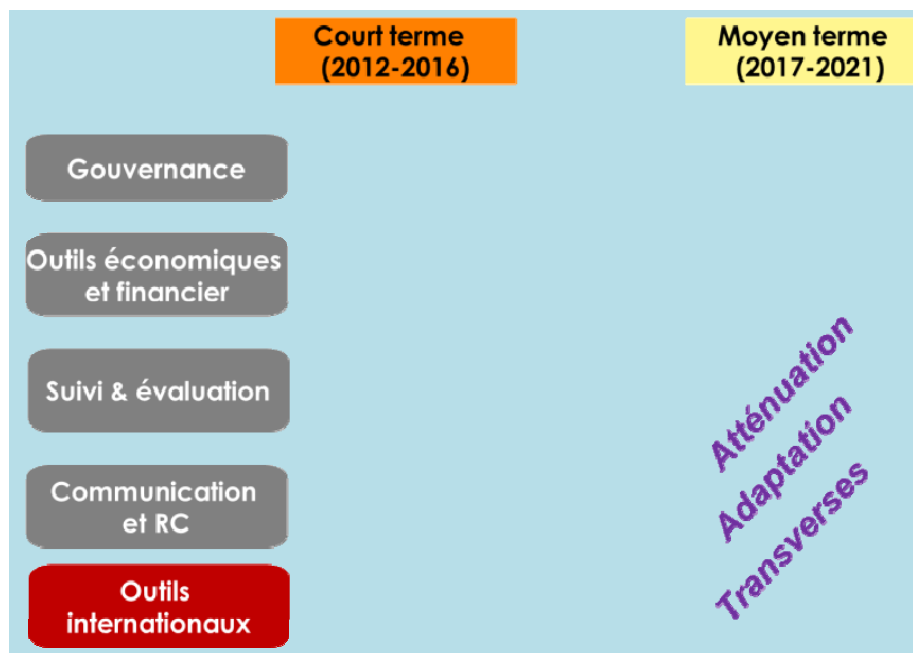 Court terme
(2012-2016)
Moyen terme
(2017-2021)
Gouvernance
Outils économiques
et financier
Suivi & évaluation
Communication
et RC
Outils
internationaux
Atténuation
Adaptation
Transverses